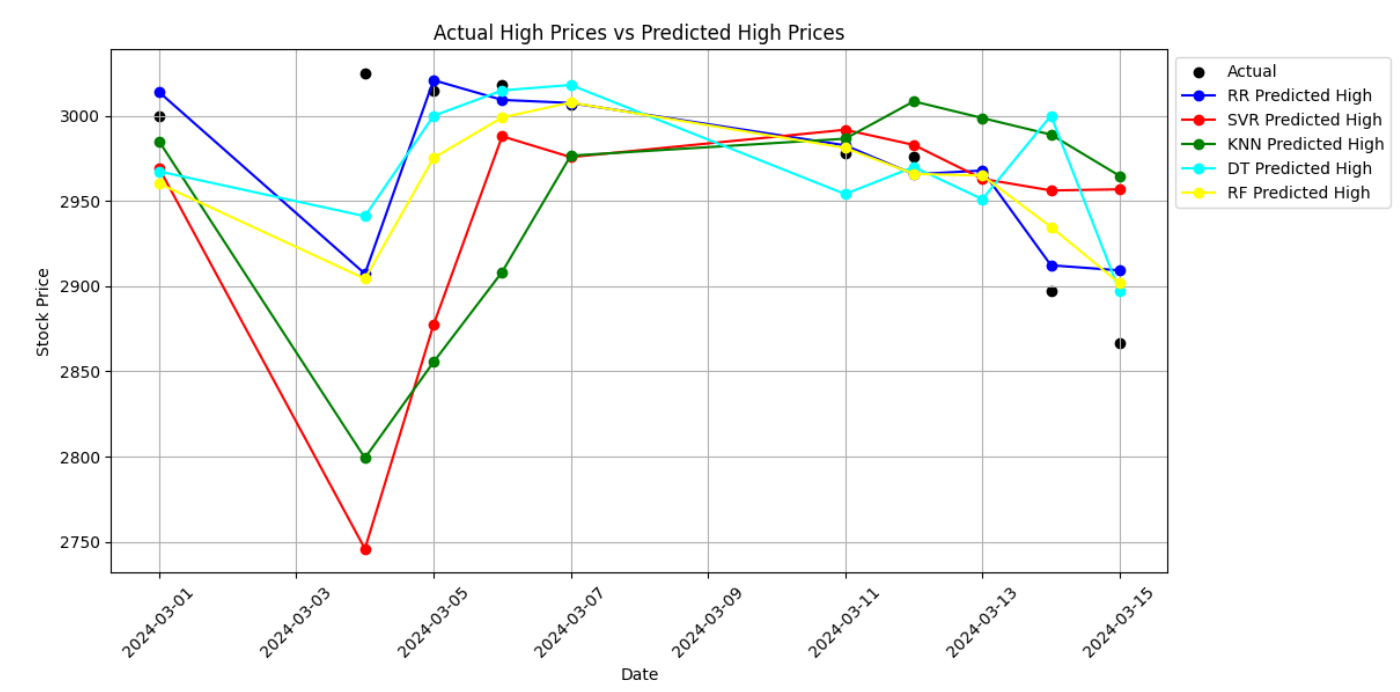 Actual High Prices vs Predicted High Prices
Actual
RR Predicted High
SVR Predicted High
KNN Predicted High
DT Predicted High
RF Predicted High
Stock Price
3000
2950
2900
2850
2800
2750
2024-03-01
2024-03-03
2024-03-05
2024-03-07
2024-03-09
2024-03-11
2024-03-13
2024-03-15
Date